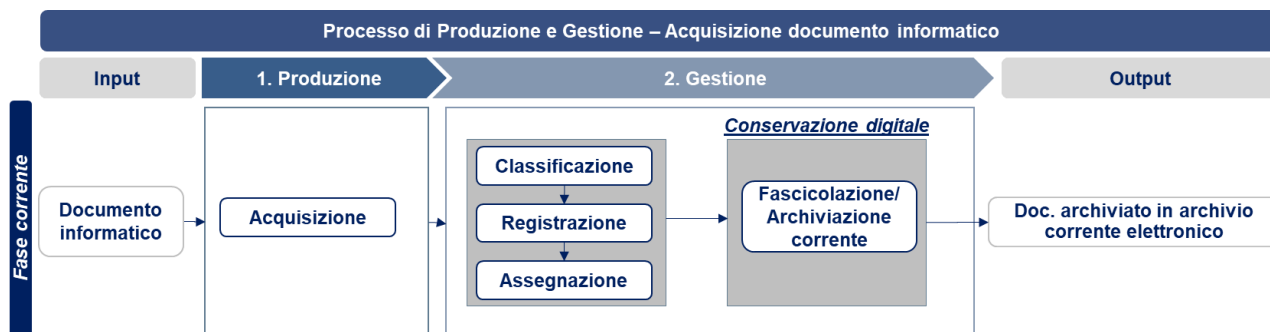 Processo di Produzione e Gestione – Acquisizione documento informatico
Input
1. Produzione
2. Gestione
Output
Fase corrente
Documento
informatico
Acquisizione
Classificazione
Registrazione
Assegnazione
Conservazione digitale
Fascicolazione/
Archiviazione
corrente
Doc. archiviato in archivio
corrente elettronico